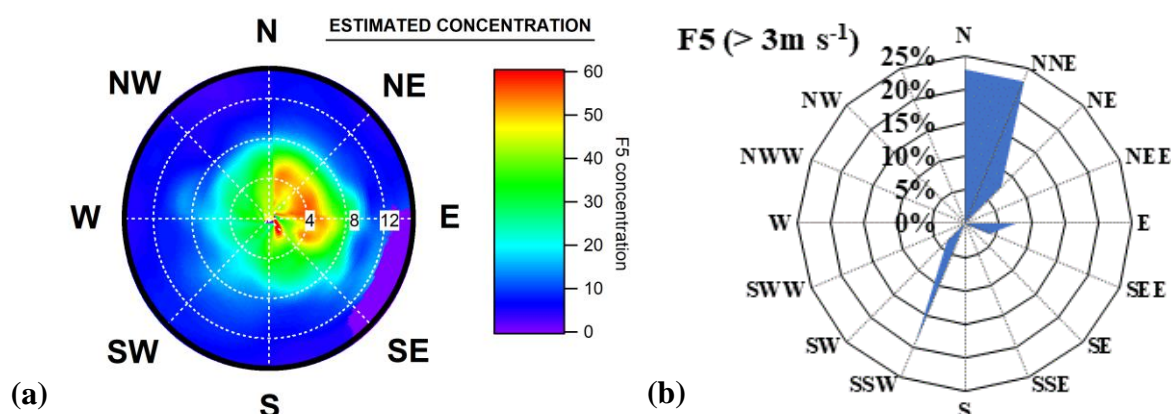 ESTIMATED CONCENTRATION
N
NE
E
SE
S
SW
W
NW
4 8 12
60
50
40
30
20
10
0
F5 concentration
(a)
F5 (> 3m s-1)
N
NNE
NE
NEE
E
SEE
SE
SSE
S
SSW
SW
SWW
W
NWW
NW
25%
20%
15%
10%
5%
0%
(b)